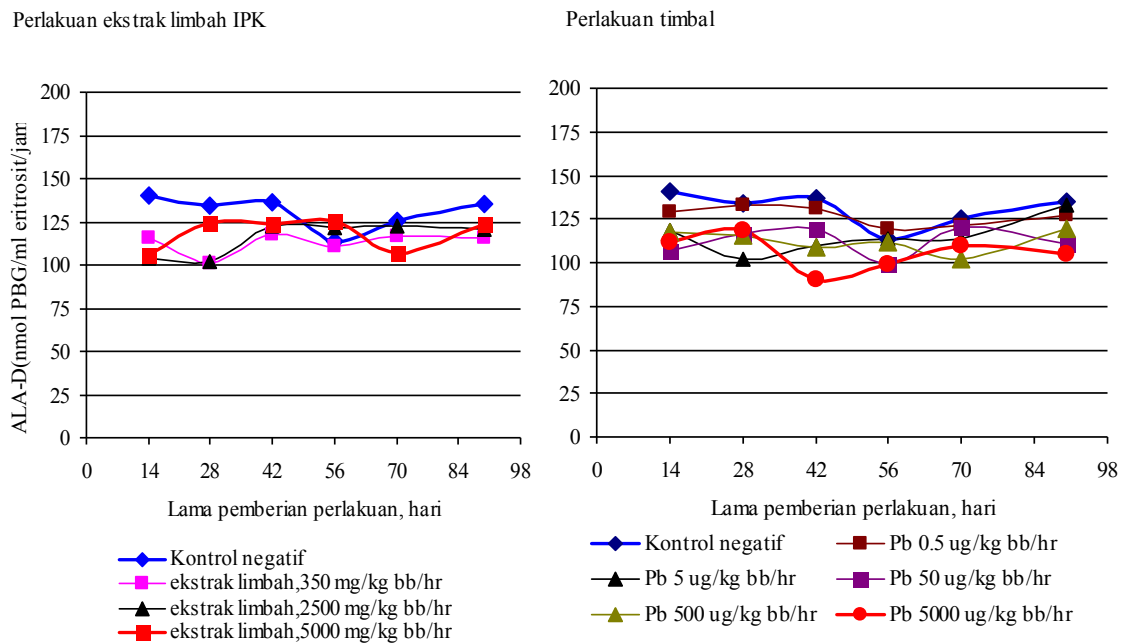 Perlakuan ekstrak limbah IPK
Perlakuan timbal
ALA-D(nmol PBG/ml eritrosit/jam
200
175
150
125
100
75
50
25
0
0 14 28 42 56 70 84 98
Lama pemberian perlakuan, hari
Kontrol negatif
ekstrak limbah,350 mg/kg bb/hr
ekstrak limbah,2500 mg/kg bb/hr
ekstrak limbah,5000 mg/kg bb/hr
200
175
150
125
100
75
50
25
0
0 14 28 42 56 70 84 98
Lama pemberian perlakuan, hari
Kontrol negatif
Pb 0.5 ug/kg bb/hr
Pb 5 ug/kg bb/hr
Pb 50 ug/kg bb/hr
Pb 500 ug/kg bb/hr
Pb 5000 ug/kg bb/hr